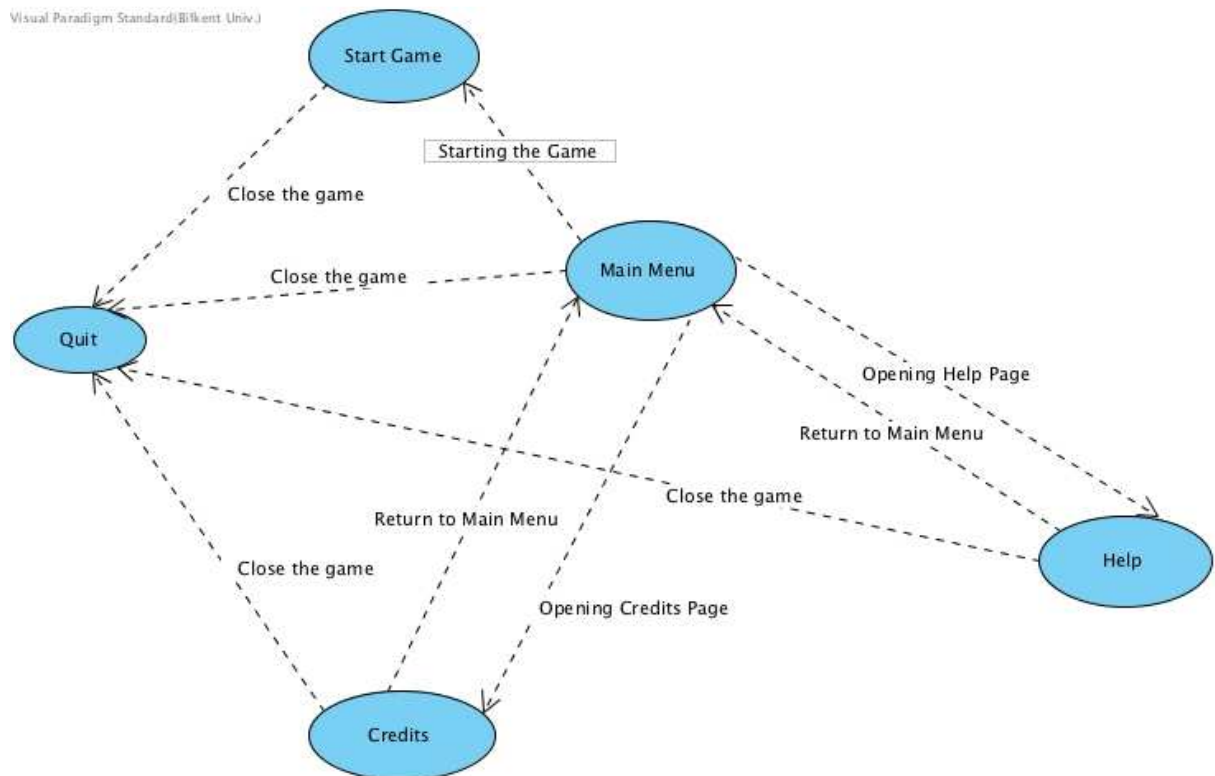 Visual Paradigm Standard(Bilkent Univ.)
Start Game
Starting the Game
Close the game
Main Menu
Close the game
Quit
Opening Help Page
Return to Main Menu
Close the game
Return to Main Menu
Help
Close the game
Opening Credits Page
Credits